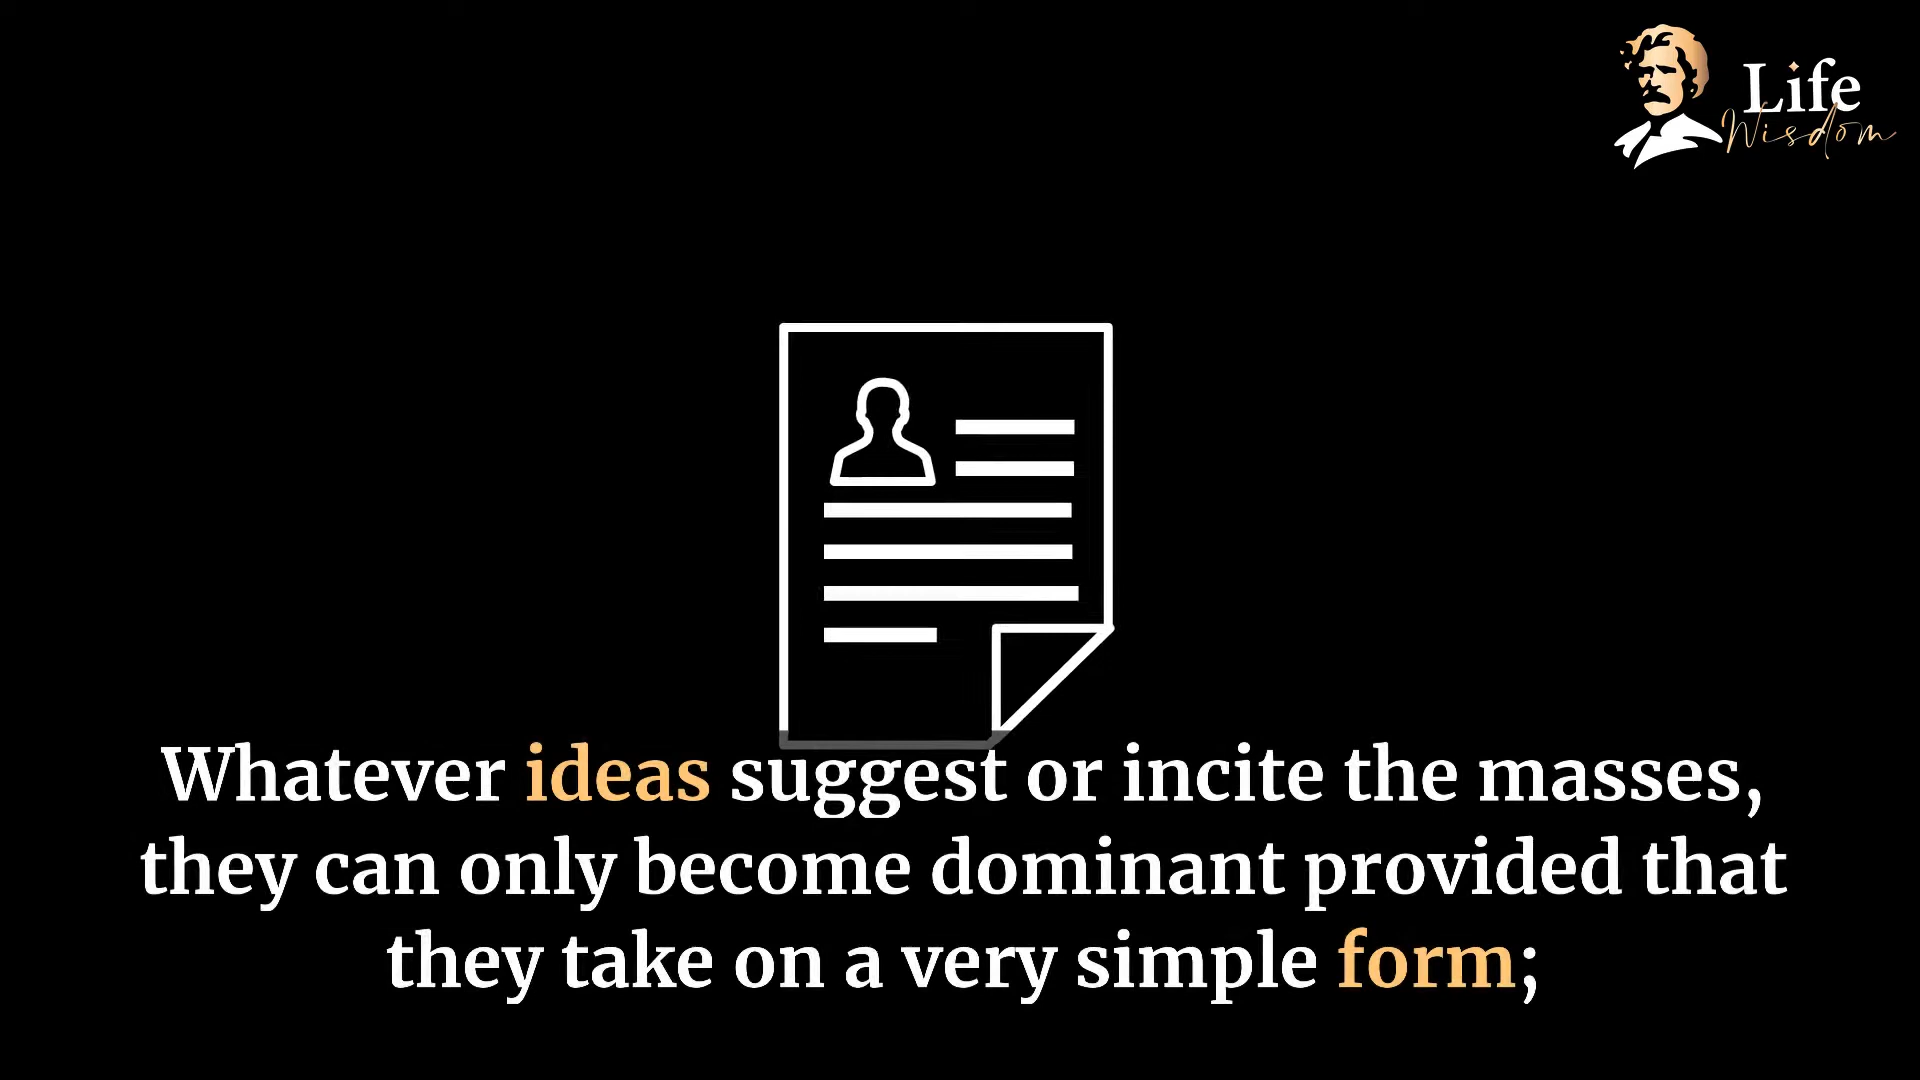 Life
Wisdom
Whatever ideas suggest or incite the masses,
they can only become dominant provided that
they take on a very simple form;